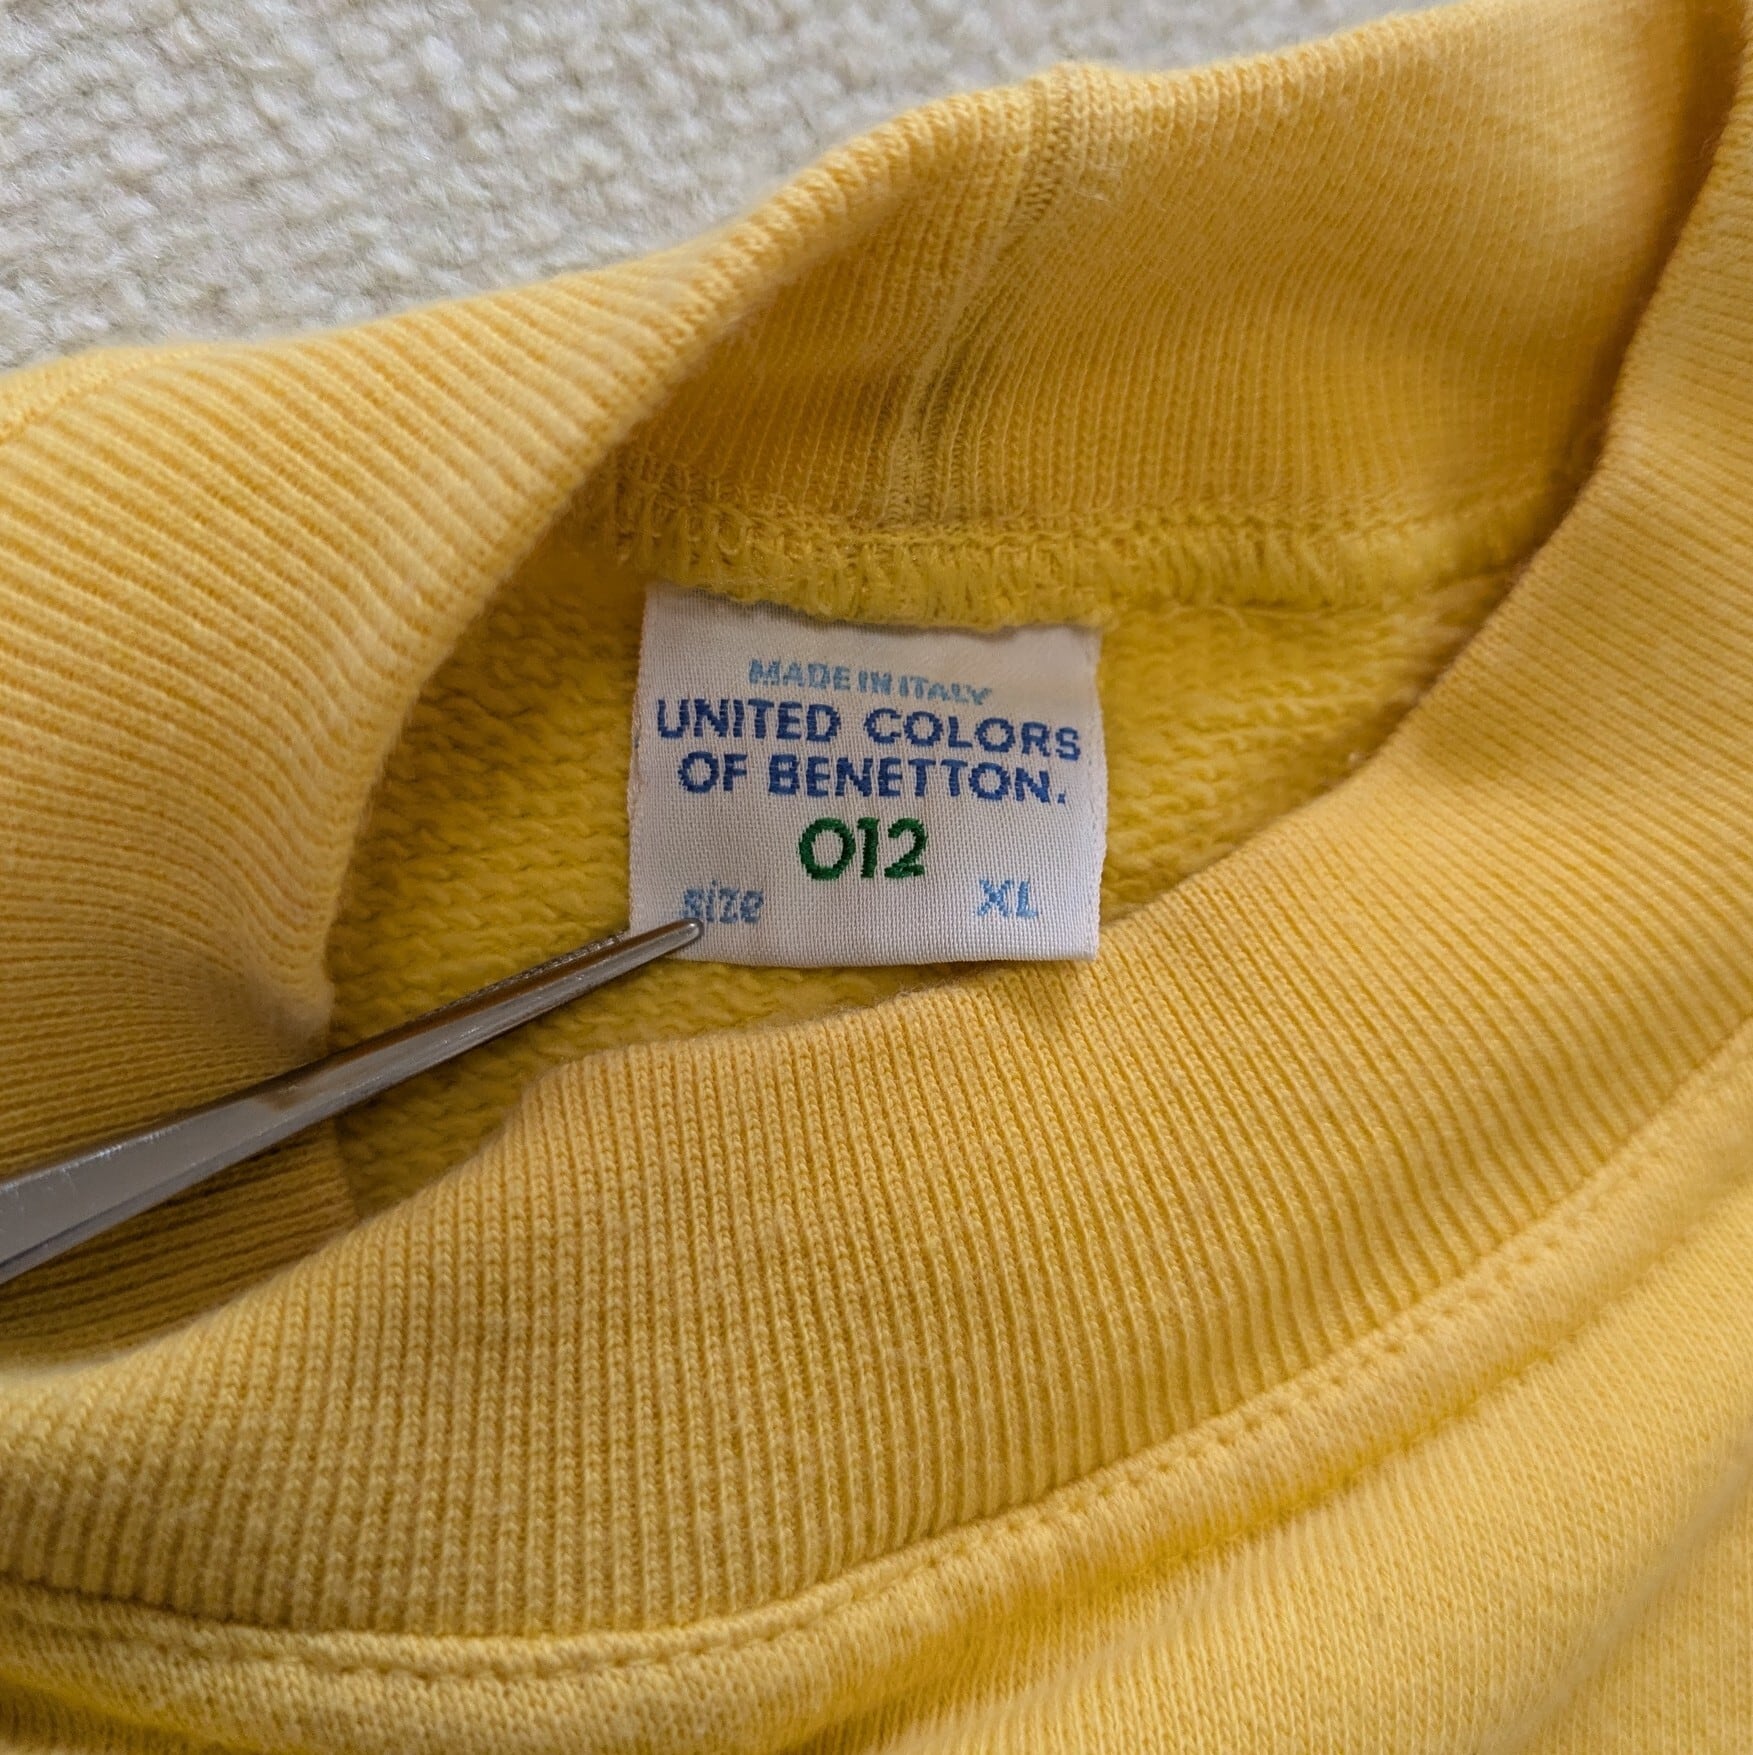 MADE IN ITALY
UNITED COLORS
OF BENETTON.
012
size XL